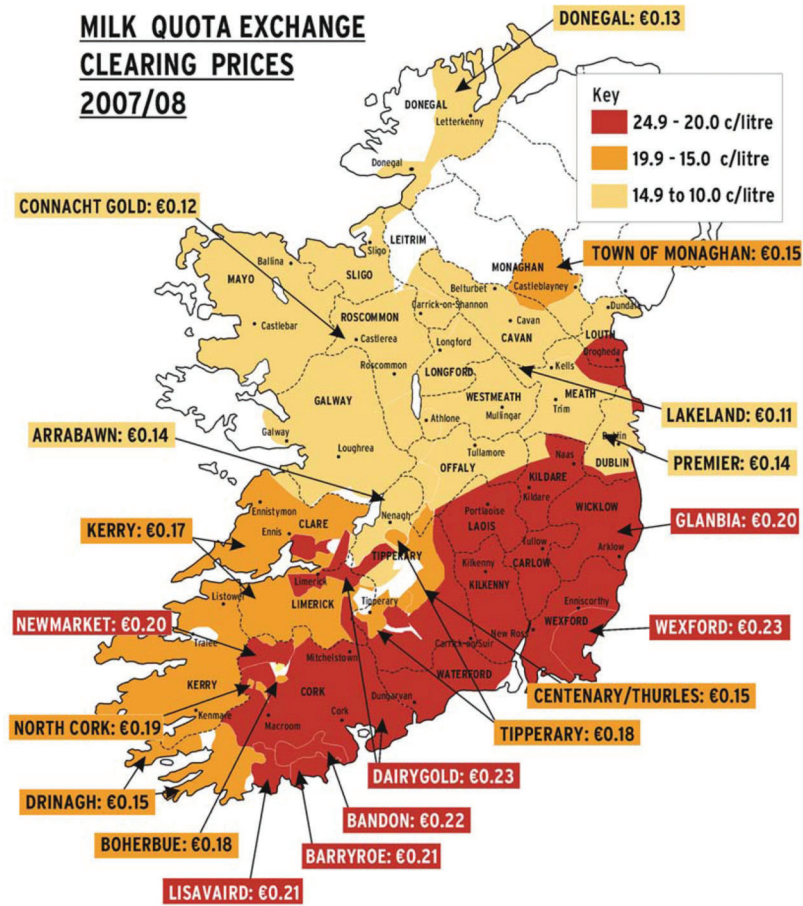 MILK QUOTA EXCHANGE
CLEARING PRICES
2007/08
DONEGAL: €0.13
Key
24.9 - 20.0 c/litre
19.9 - 15.0 c/litre
14.9 to 10.0 c/litre
DONEGAL
Letterkenny
Donegal
CONNACHT GOLD: €0.12
LEITRIM
Sligo
Ballina
SLIGO
MAYO
MONAGHAN
TOWN OF MONAGHAN: €0.15
Castleblayney
Belturbet
Carrick-on-Shannon
Dundalk
ROSCOMMON
Castlebar
Castlerea
Cavan
CAVAN
LOUTH
Drogheda
Longford
LONGFORD
Roscommon
Kells
MEATH
GALWAY
WESTMEATH
Mullingar
Trim
LAKELAND: €0.11
Athlone
Galway
ARRABAWN: €0.14
Loughrea
Tullamore
OFFALY
Dublin
DUBLIN
PREMIER: €0.14
Naas
KILDARE
Kildare
Ennistymon
CLARE
Ennis
Nenagh
Portlaoise
LAOIS
WICKLOW
GLANBIA: €0.20
KERRY: €0.17
TIPPERARY
Tullow
CARLOW
Arklow
Kilkenny
KILKENNY
Limerick
LIMERICK
Listowel
Tipperary
Enniscorthy
WEXFORD
WEXFORD: €0.23
NEWMARKET: €0.20
Tralee
New Ross
Carrick-on/Suir
Mitchelstown
WATERFORD
KERRY
CORK
Dungarvan
CENTENARY/THURLES: €0.15
NORTH CORK: €0.19
Kenmare
Macroom
Cork
TIPPERARY: €0.18
DAIRYGOLD: €0.23
DRINAGH: €0.15
BANDON: €0.22
BOHERBUE: €0.18
BARRYROE: €0.21
LISAVAIRD: €0.21